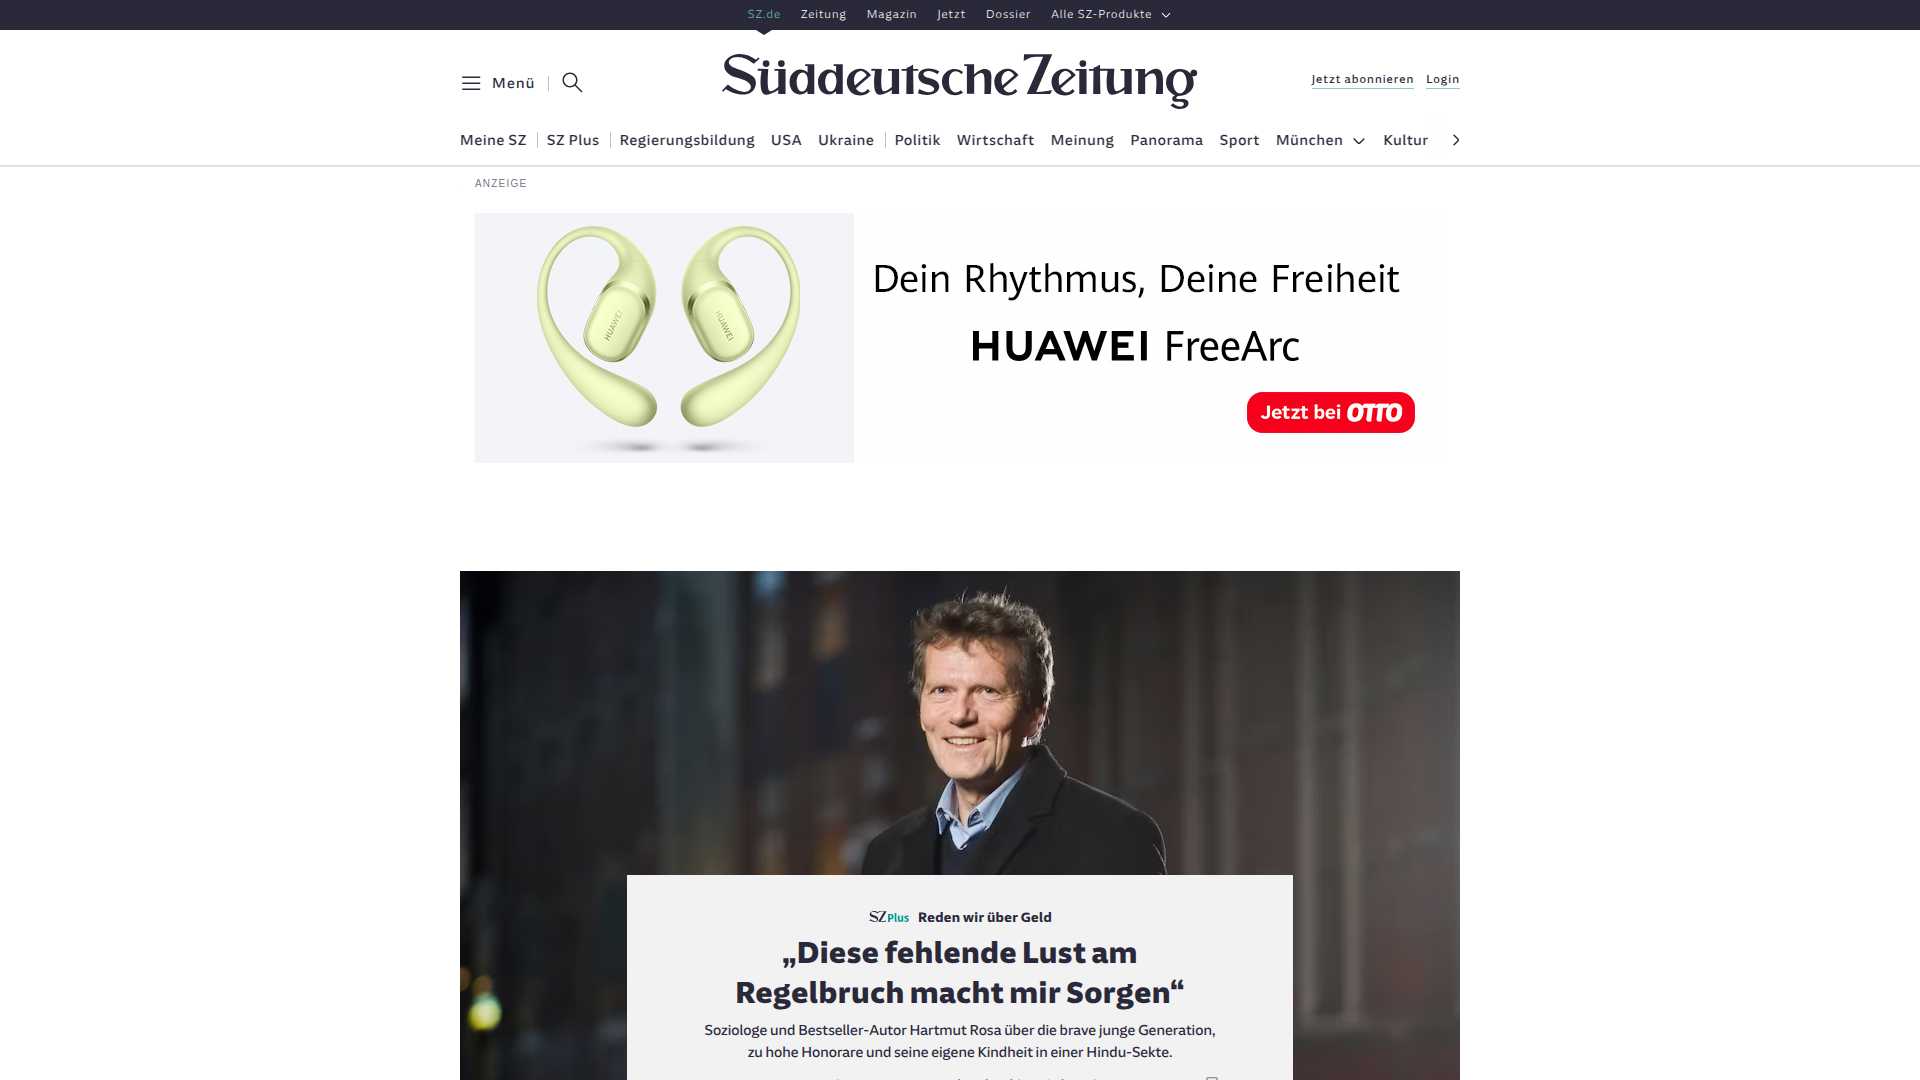 SZ.de Zeitung Magazin Jetzt Dossier Alle SZ-Produkte
Menü
Süddeutsche Zeitung
Jetzt abonnieren Login
Meine SZ SZ Plus Regierungsbildung USA Ukraine Politik Wirtschaft Meinung Panorama Sport München Kultur
ANZEIGE
HUAWEI HUAWEI
Dein Rhythmus, Deine Freiheit
HUAWEI FreeArc
Jetzt bei OTTO
SZ Plus Reden wir über Geld
„Diese fehlende Lust am
Regelbruch macht mir Sorgen“
Soziologe und Bestseller-Autor Hartmut Rosa über die brave junge Generation,
zu hohe Honorare und seine eigene Kindheit in einer Hindu-Sekte.